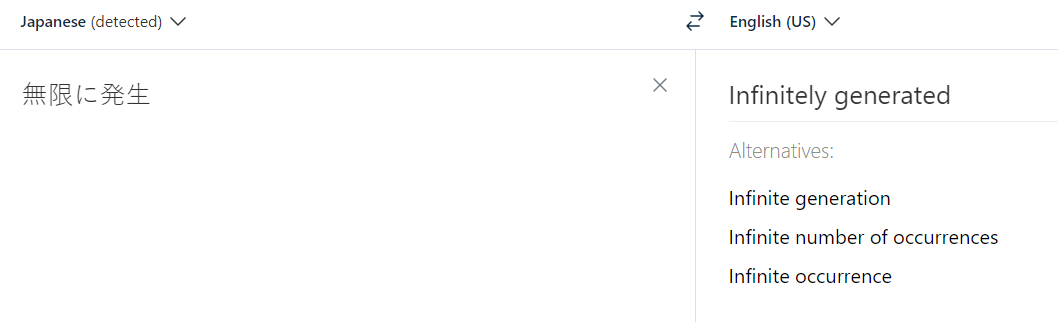 Japanese (detected)
English (US)
無限に発生
Infinitely generated
Alternatives:
Infinite generation
Infinite number of occurrences
Infinite occurrence